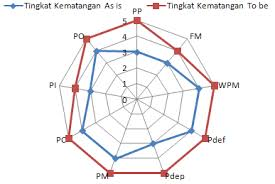 Tingkat Kematangan As is
Tingkat Kematangan To be
PP
5
4
3
2
1
0
FM
WPM
Pdef
Pdep
PM
PC
PI
PO